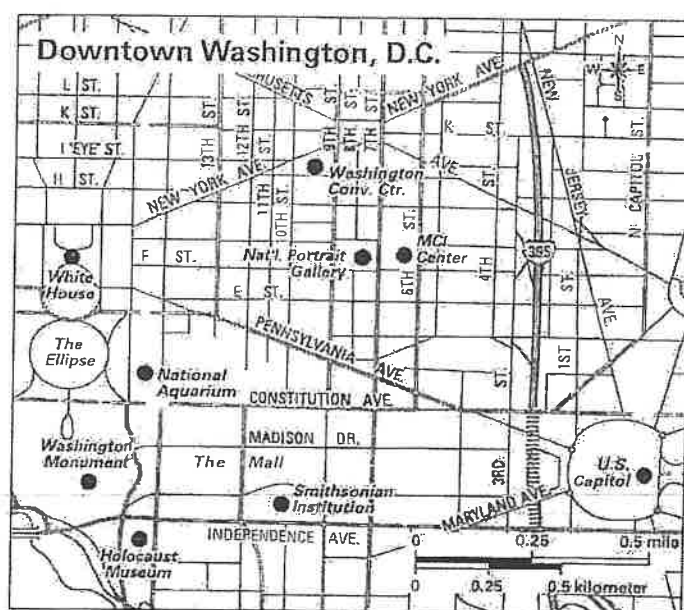 Downtown Washington, D.C.
N
W
E
S
L ST.
K ST.
I "EYE" ST.
H ST.
13TH ST.
12TH ST.
11TH ST.
10TH ST.
9TH ST.
8TH ST.
7TH ST.
NEW YORK AVE.
K ST.
NEW JERSEY AVE.
N. CAPITOL ST.
NEW YORK AVE.
AVE.
Washington
Conv. Ctr.
F ST.
White
House
Nat'l. Portrait
Gallery
MCI
Center
6TH ST.
4TH ST.
395
ST.
E ST.
PENNSYLVANIA AVE.
The
Ellipse
1ST
National
Aquarium
CONSTITUTION AVE.
MADISON DR.
3RD ST.
Washington
Monument
The Mall
U.S.
Capitol
Smithsonian
Institution
MARYLAND AVE.
INDEPENDENCE AVE.
Holocaust
Museum
0 0.25 0.5 mile
0 0.25 0.5 kilometer